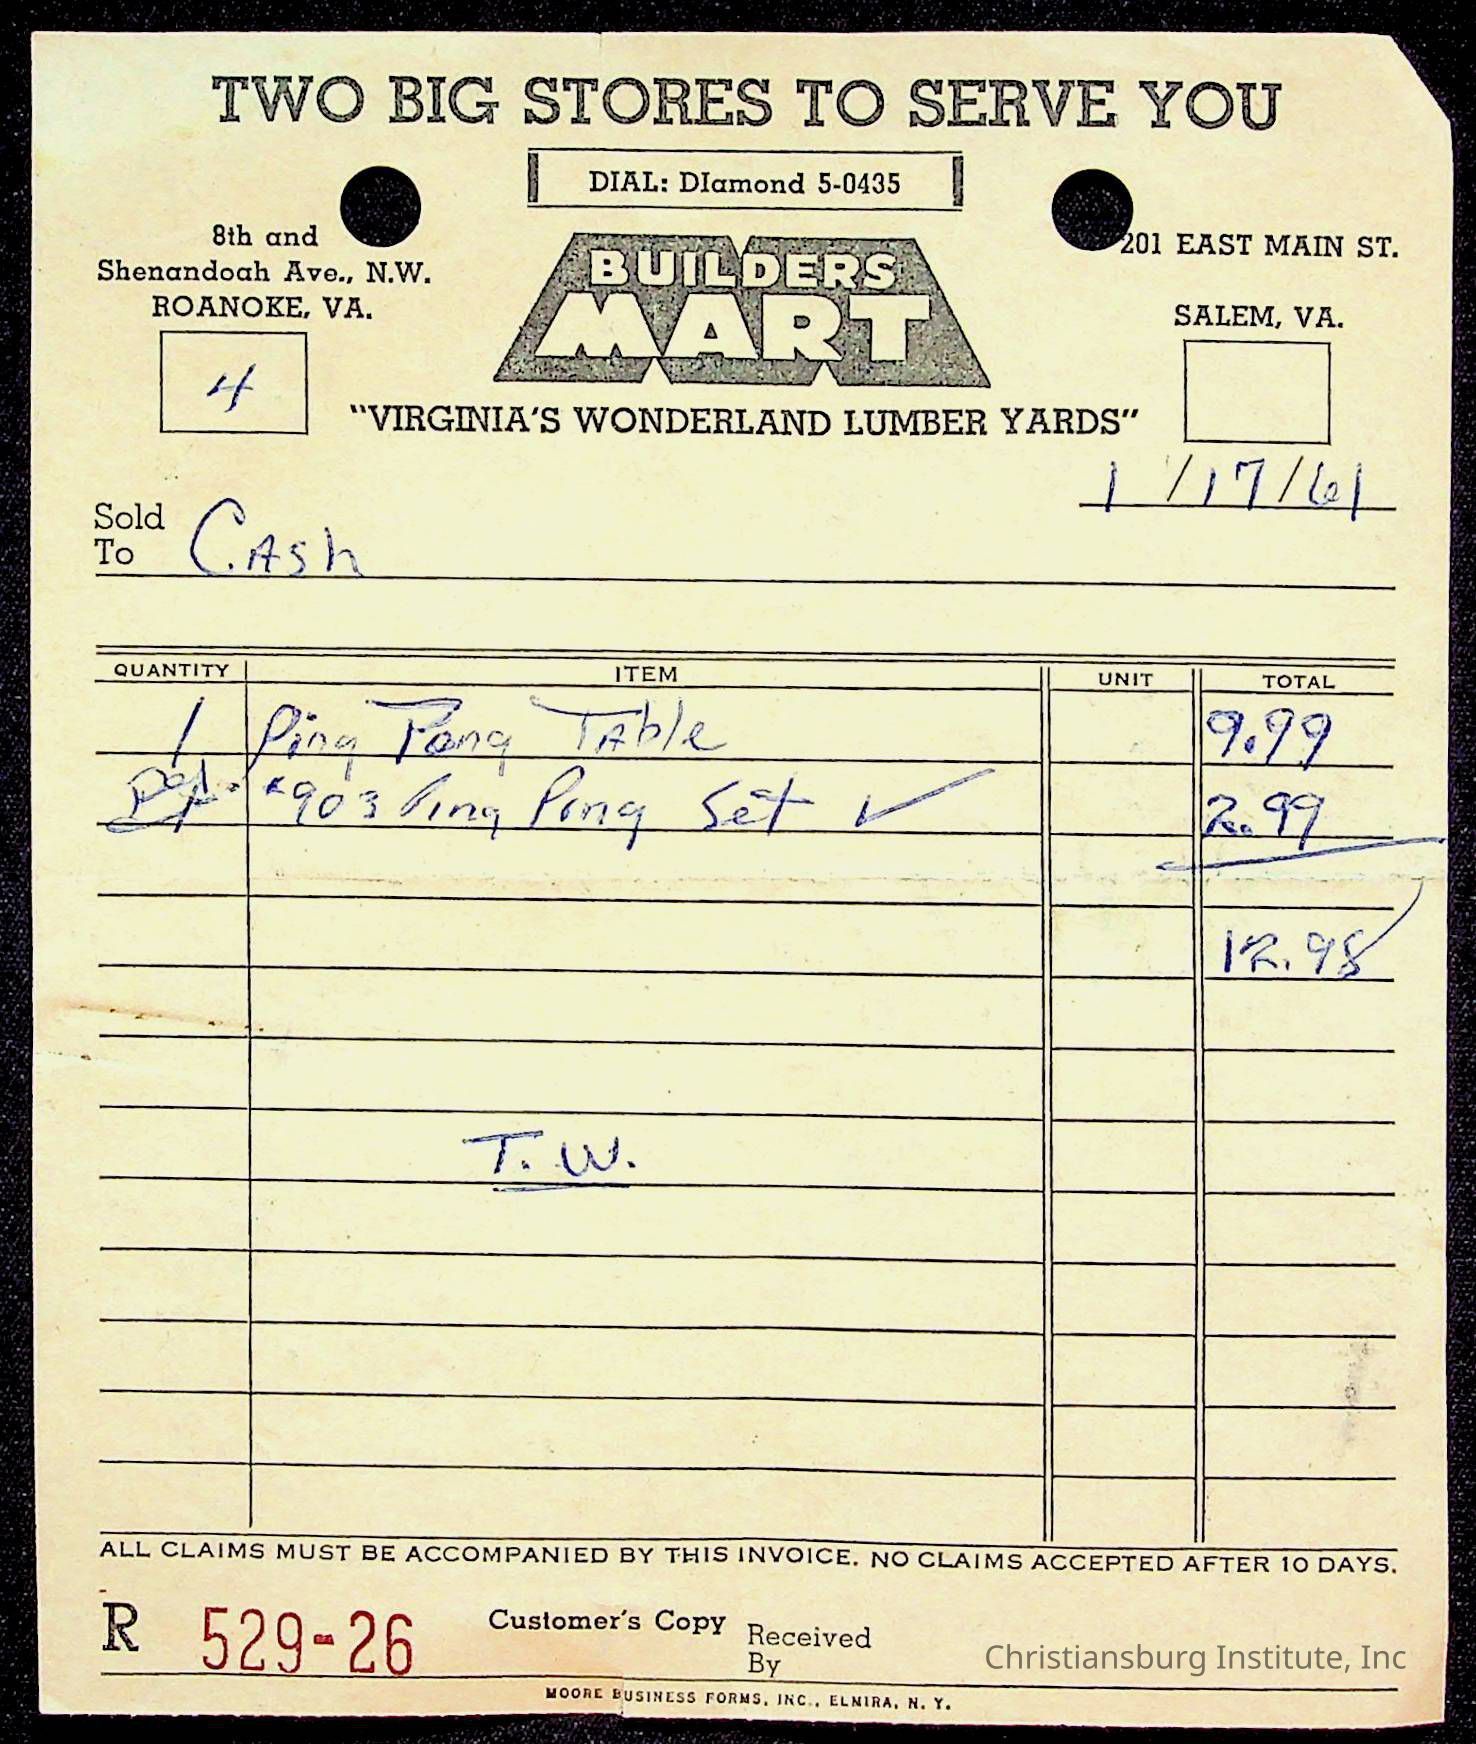 TWO BIG STORES TO SERVE YOU
DIAL: DIamond 5-0435
8th and
Shenandoah Ave., N.W.
ROANOKE, VA.
4
BUILDERS
MART
201 EAST MAIN ST.
SALEM, VA.
"VIRGINIA'S WONDERLAND LUMBER YARDS"
1/17/61
Sold To Cash
QUANTITY ITEM UNIT TOTAL
1 Ping Pong Table 9.99
#903 Ping Pong Set ✓ 2.99
12.98
T. W.
ALL CLAIMS MUST BE ACCOMPANIED BY THIS INVOICE. NO CLAIMS ACCEPTED AFTER 10 DAYS.
R 529-26 Customer's Copy Received By
Christiansburg Institute, Inc
MOORE BUSINESS FORMS, INC., ELMIRA, N. Y.